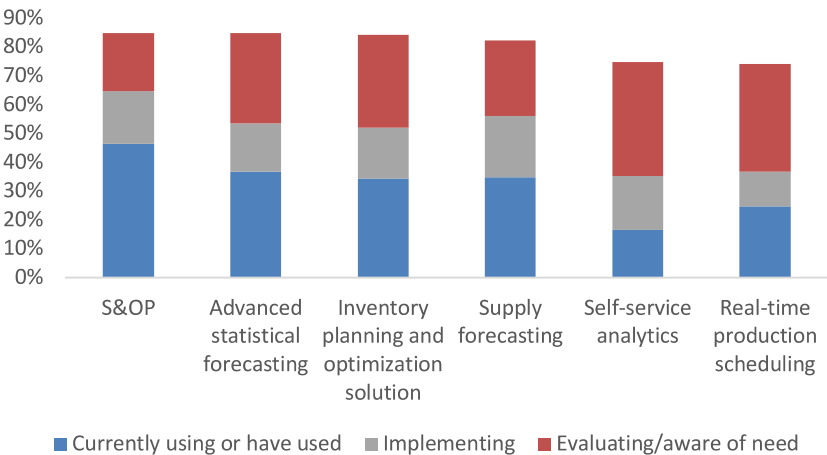 90%
80%
70%
60%
50%
40%
30%
20%
10%
0%
S&OP
Advanced
statistical
forecasting
Inventory
planning and
optimization
solution
Supply
forecasting
Self-service
analytics
Real-time
production
scheduling
Currently using or have used
Implementing
Evaluating/aware of need